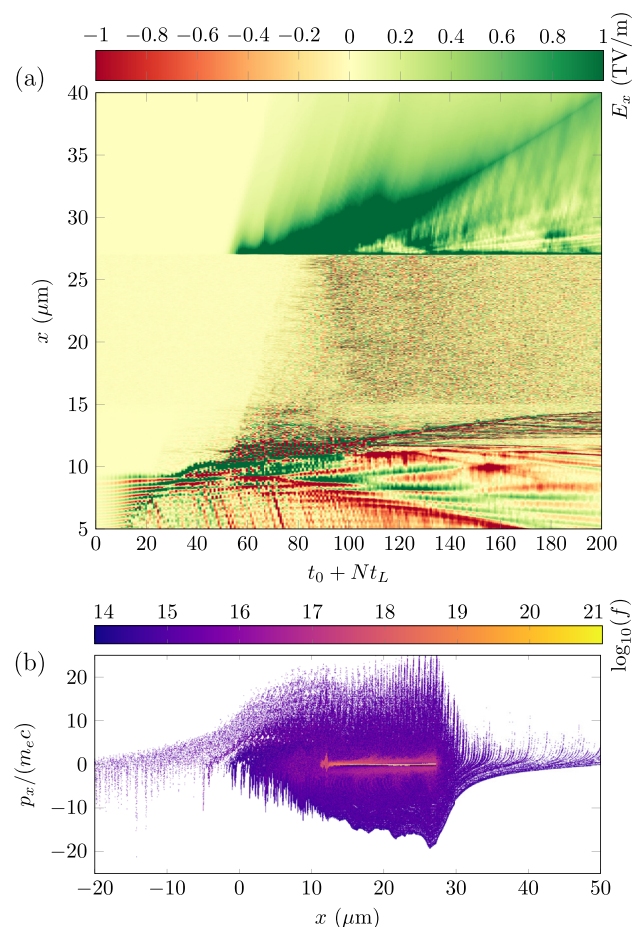 −1 −0.8 −0.6 −0.4 −0.2 0 0.2 0.4 0.6 0.8 1
(a)
E_x (TV/m)
40
35
30
25
20
15
10
5
x (μm)
0 20 40 60 80 100 120 140 160 180 200
t_0 + Nt_L
14 15 16 17 18 19 20 21
(b)
log_10(f)
20
10
0
−10
−20
p_x/(m_e c)
−20 −10 0 10 20 30 40 50
x (μm)